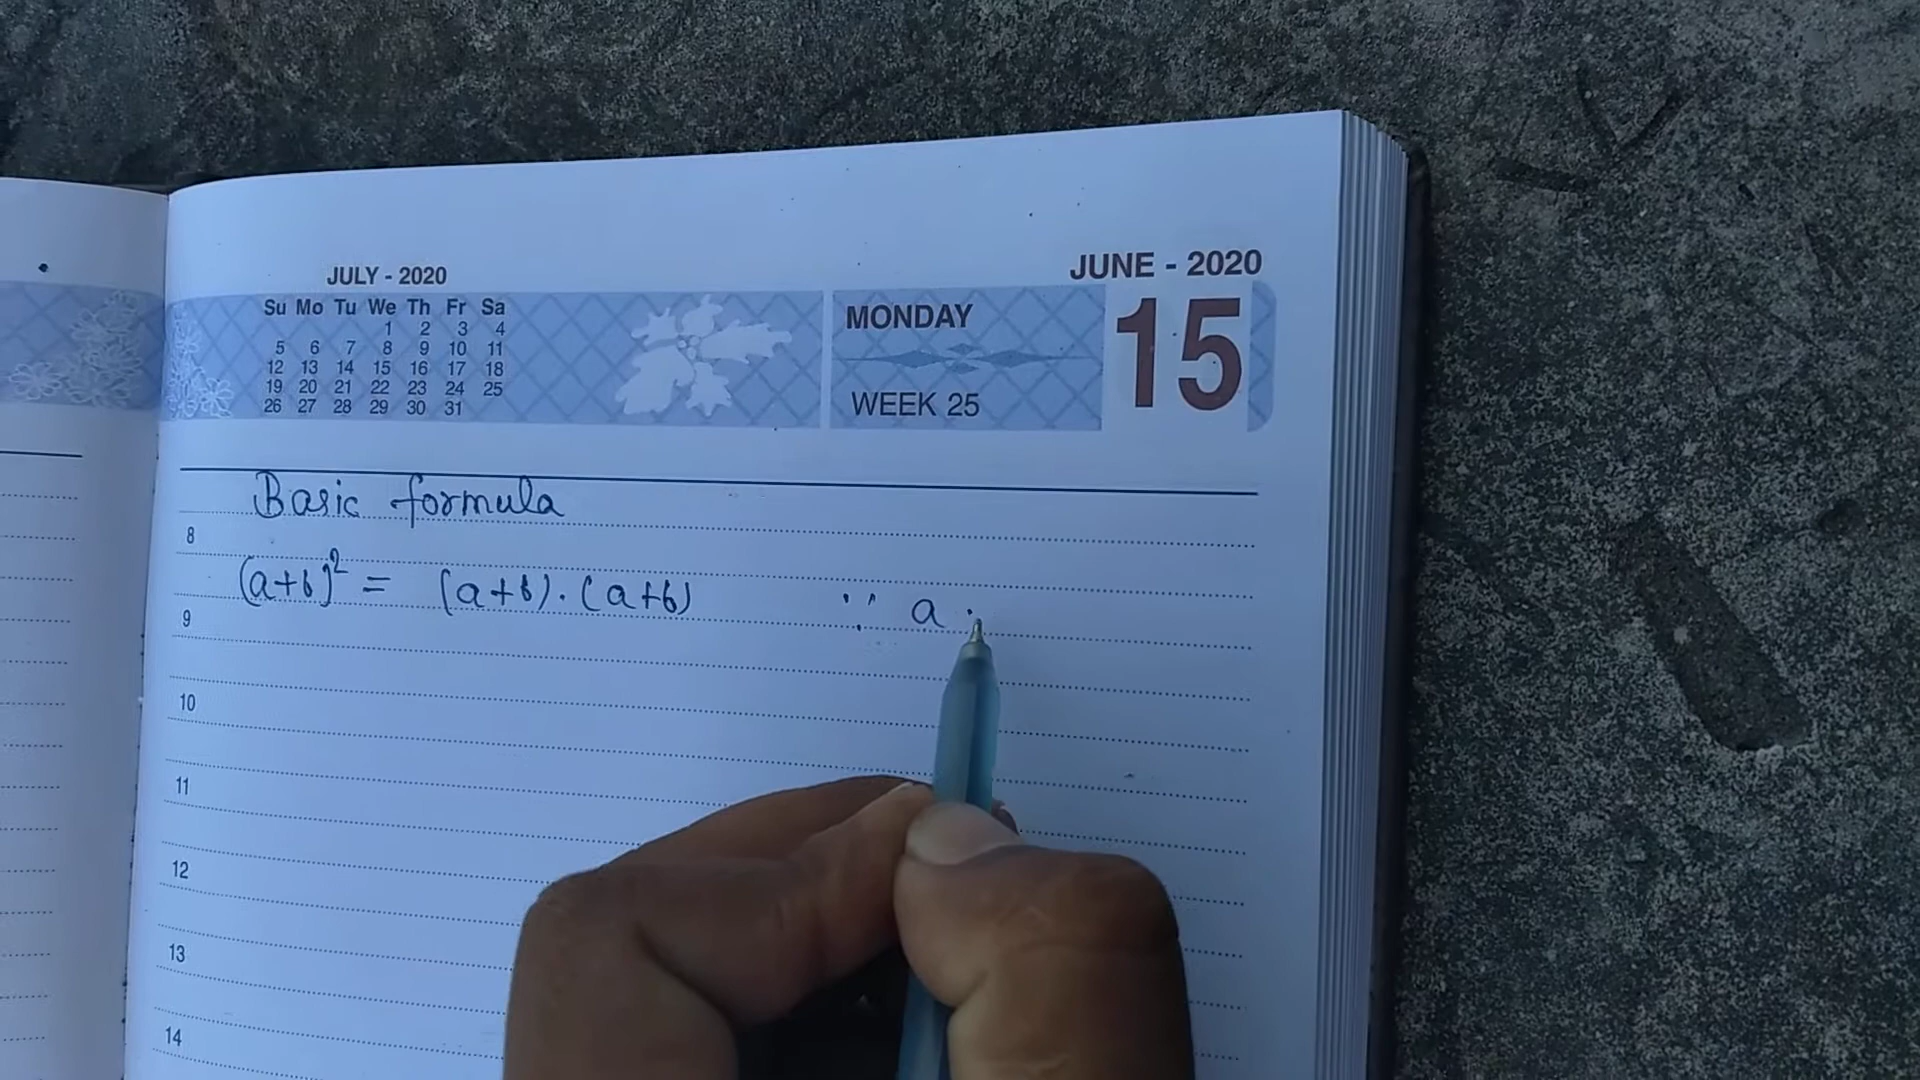 JULY - 2020
Su Mo Tu We Th Fr Sa
1 2 3 4
5 6 7 8 9 10 11
12 13 14 15 16 17 18
19 20 21 22 23 24 25
26 27 28 29 30 31
JUNE - 2020
MONDAY
15
WEEK 25
Basic formula
8
(a+b)² = (a+b).(a+b) ∵ a .
9
10
11
12
13
14